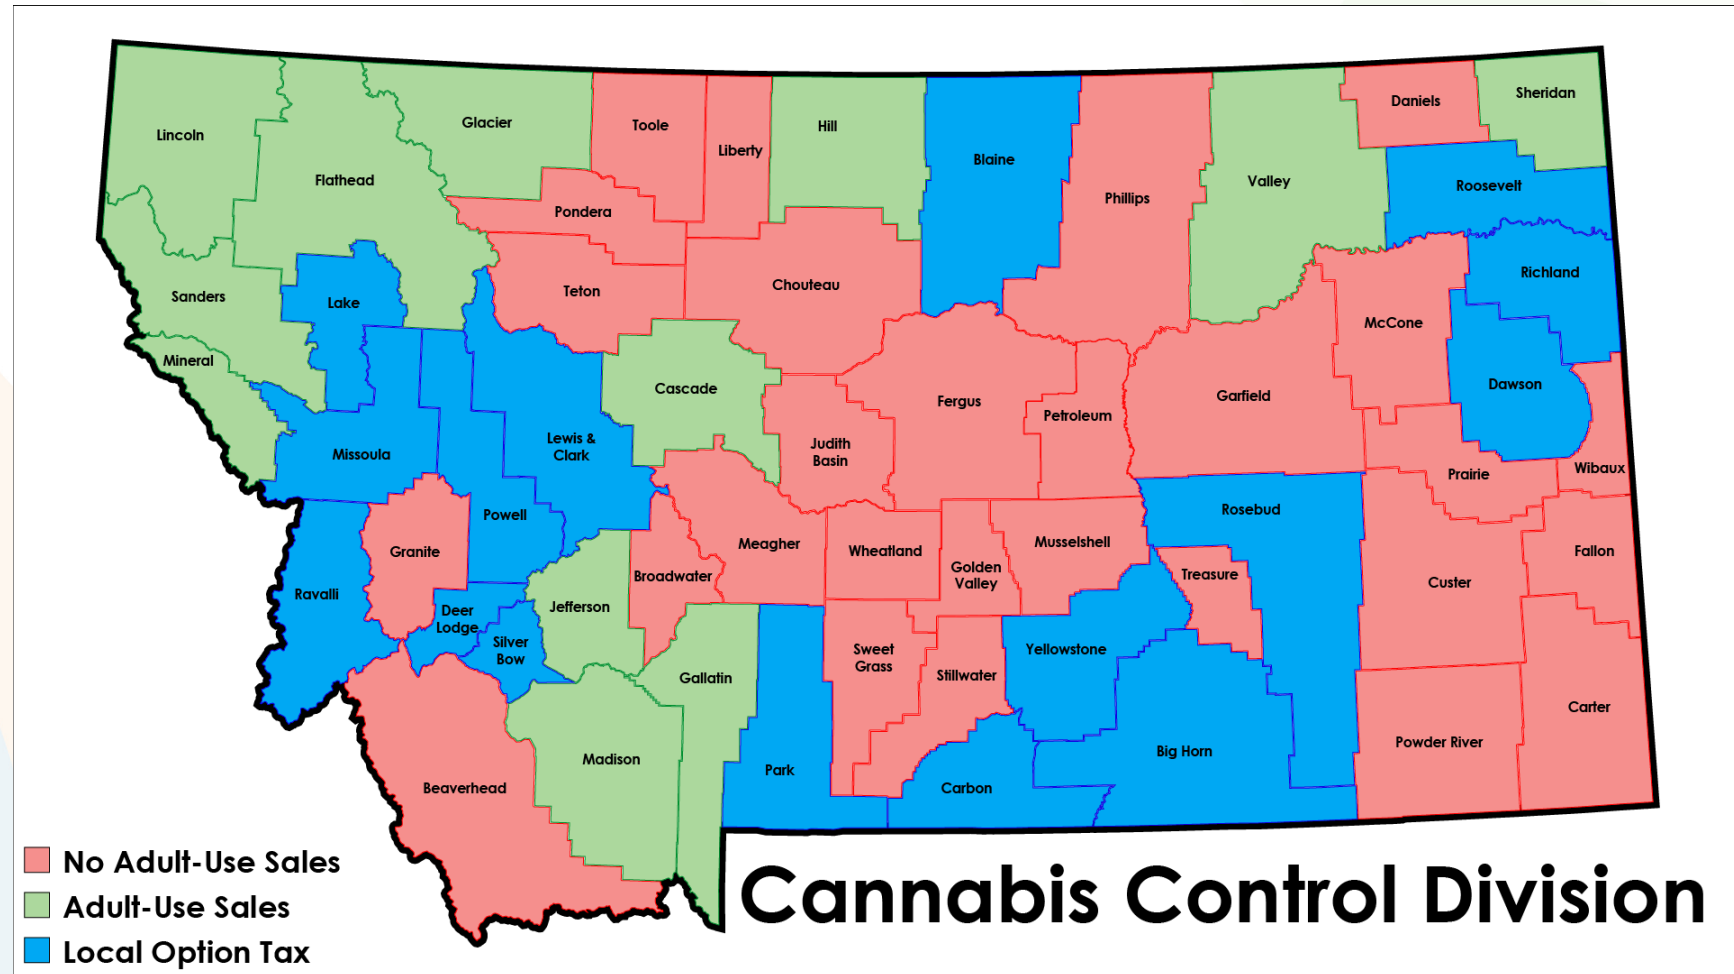 Lincoln
Flathead
Glacier
Toole
Liberty
Hill
Blaine
Phillips
Valley
Daniels
Sheridan
Roosevelt
Pondera
Teton
Chouteau
Richland
Sanders
Lake
McCone
Mineral
Cascade
Fergus
Petroleum
Garfield
Dawson
Missoula
Lewis &
Clark
Judith
Basin
Prairie
Wibaux
Powell
Rosebud
Granite
Meagher
Wheatland
Golden
Valley
Musselshell
Treasure
Custer
Fallon
Ravalli
Deer
Lodge
Silver
Bow
Jefferson
Broadwater
Sweet
Grass
Stillwater
Yellowstone
Gallatin
Carter
Beaverhead
Madison
Park
Carbon
Big Horn
Powder River
No Adult-Use Sales
Adult-Use Sales
Local Option Tax
Cannabis Control Division